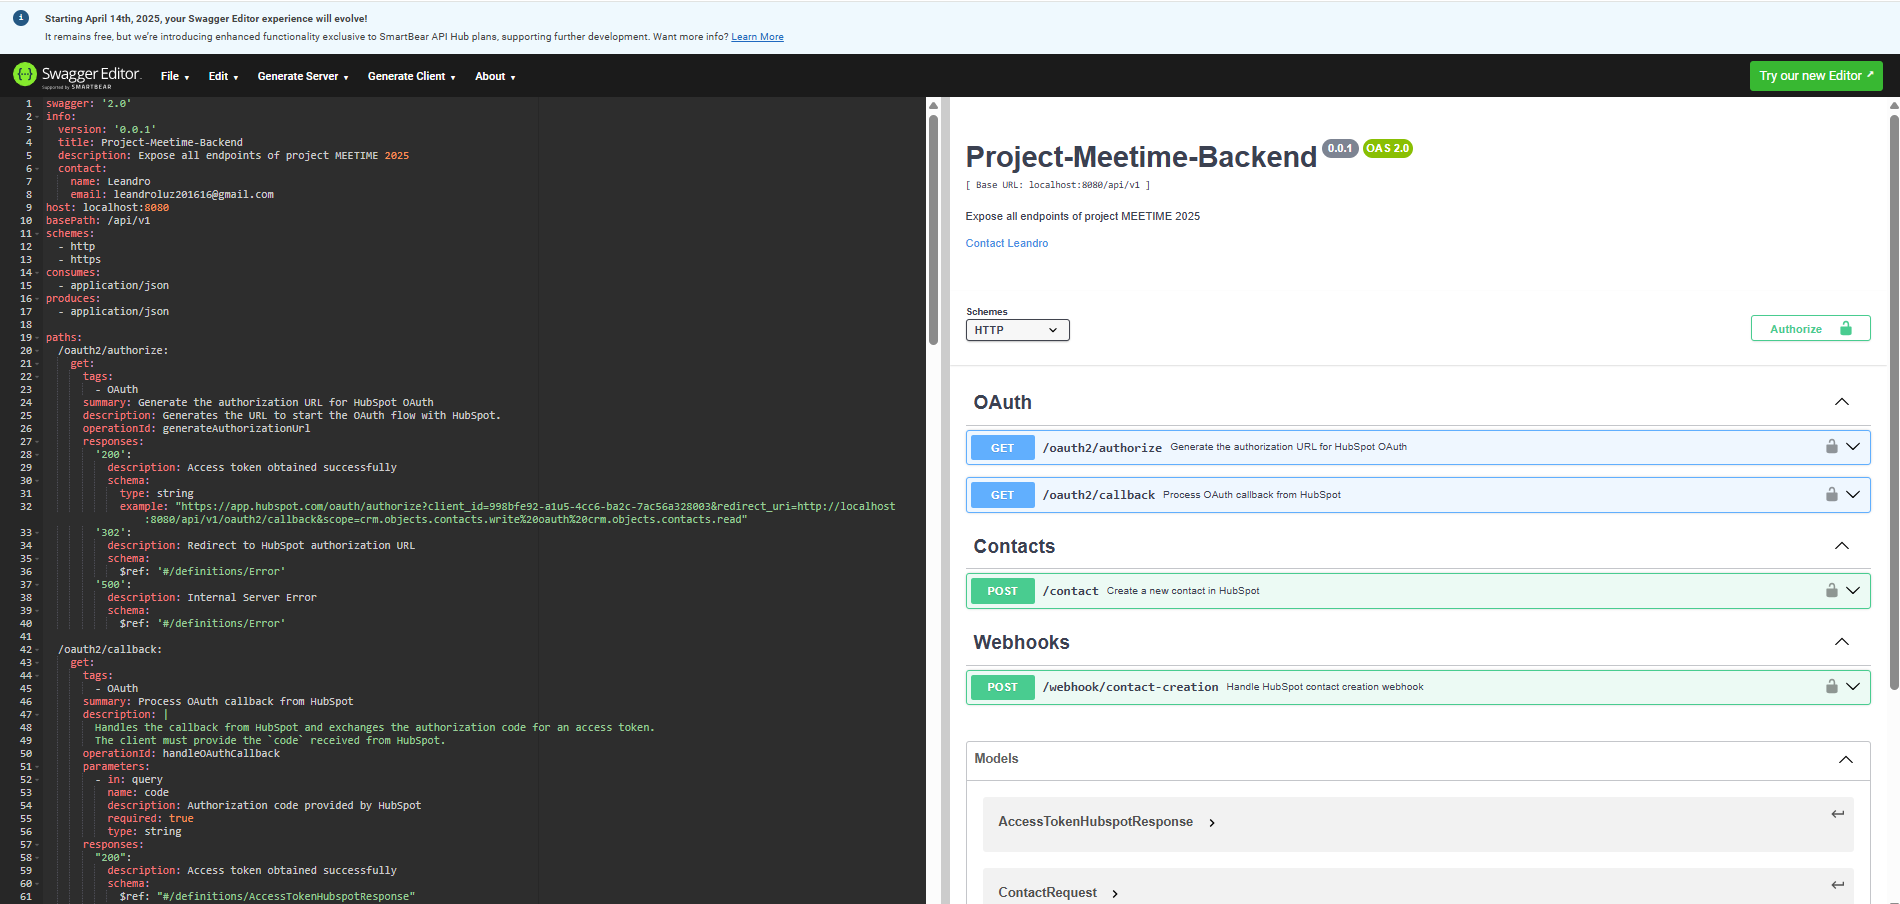 Starting April 14th, 2025, your Swagger Editor experience will evolve!
It remains free, but we're introducing enhanced functionality exclusive to SmartBear API Hub plans, supporting further development. Want more info? Learn More
Swagger Editor.
Supported by SMARTBEAR
File
Edit
Generate Server
Generate Client
About
Try our new Editor
1 swagger: '2.0'
2 info:
3 version: '0.0.1'
4 title: Project-Meetime-Backend
5 description: Expose all endpoints of project MEETIME 2025
6 contact:
7 name: Leandro
8 email: leandroluz201616@gmail.com
9 host: localhost:8080
10 basePath: /api/v1
11 schemes:
12 - http
13 - https
14 consumes:
15 - application/json
16 produces:
17 - application/json
18
19 paths:
20 /oauth2/authorize:
21 get:
22 tags:
23 - OAuth
24 summary: Generate the authorization URL for HubSpot OAuth
25 description: Generates the URL to start the OAuth flow with HubSpot.
26 operationId: generateAuthorizationUrl
27 responses:
28 '200':
29 description: Access token obtained successfully
30 schema:
31 type: string
32 example: "https://app.hubspot.com/oauth/authorize?client_id=998bfe92-a1u5-4cc6-ba2c-7ac56a328003&redirect_uri=http://localhost
:8080/api/v1/oauth2/callback&scope=crm.objects.contacts.write%20oauth%20crm.objects.contacts.read"
33 '302':
34 description: Redirect to HubSpot authorization URL
35 schema:
36 $ref: '#/definitions/Error'
37 '500':
38 description: Internal Server Error
39 schema:
40 $ref: '#/definitions/Error'
41
42 /oauth2/callback:
43 get:
44 tags:
45 - OAuth
46 summary: Process OAuth callback from HubSpot
47 description: |
48 Handles the callback from HubSpot and exchanges the authorization code for an access token.
49 The client must provide the `code` received from HubSpot.
50 operationId: handleOAuthCallback
51 parameters:
52 - in: query
53 name: code
54 description: Authorization code provided by HubSpot
55 required: true
56 type: string
57 responses:
58 "200":
59 description: Access token obtained successfully
60 schema:
61 $ref: "#/definitions/AccessTokenHubspotResponse"
Project-Meetime-Backend 0.0.1 OAS 2.0
[ Base URL: localhost:8080/api/v1 ]
Expose all endpoints of project MEETIME 2025
Contact Leandro
Schemes
HTTP
Authorize
OAuth
GET /oauth2/authorize Generate the authorization URL for HubSpot OAuth
GET /oauth2/callback Process OAuth callback from HubSpot
Contacts
POST /contact Create a new contact in HubSpot
Webhooks
POST /webhook/contact-creation Handle HubSpot contact creation webhook
Models
AccessTokenHubspotResponse
ContactRequest